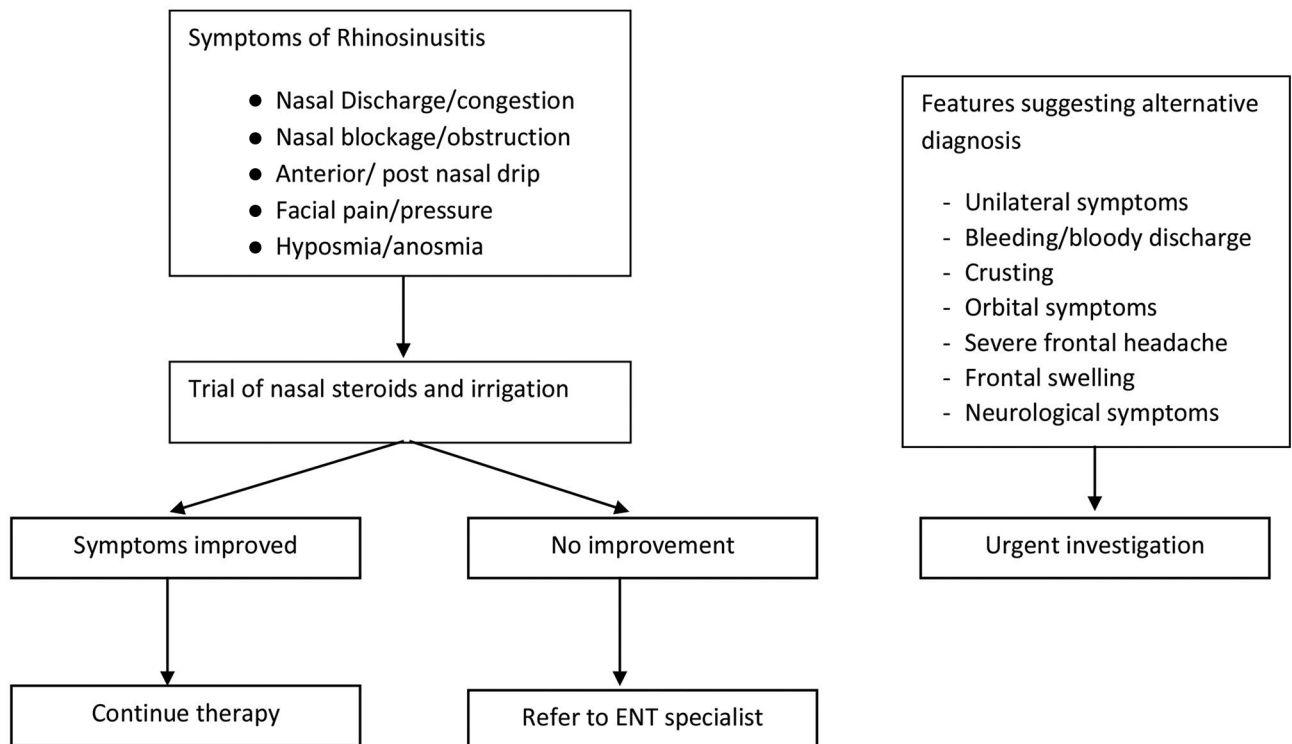 Symptoms of Rhinosinusitis
● Nasal Discharge/congestion
● Nasal blockage/obstruction
● Anterior/ post nasal drip
● Facial pain/pressure
● Hyposmia/anosmia
Trial of nasal steroids and irrigation
Symptoms improved
No improvement
Continue therapy
Refer to ENT specialist
Features suggesting alternative
diagnosis
- Unilateral symptoms
- Bleeding/bloody discharge
- Crusting
- Orbital symptoms
- Severe frontal headache
- Frontal swelling
- Neurological symptoms
Urgent investigation